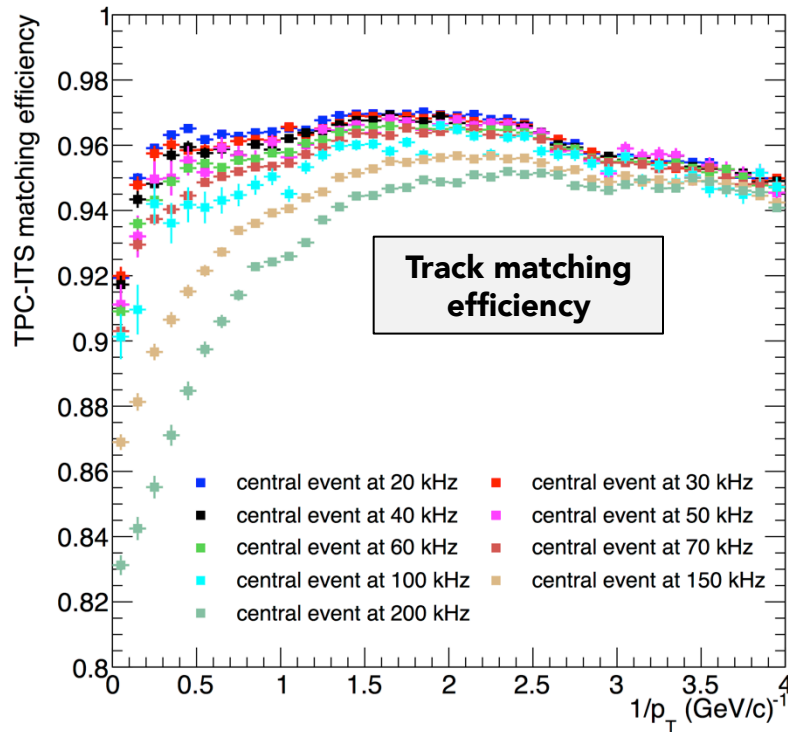 TPC-ITS matching efficiency
1
0.98
0.96
0.94
0.92
0.9
0.88
0.86
0.84
0.82
0.8
Track matching
efficiency
central event at 20 kHz
central event at 30 kHz
central event at 40 kHz
central event at 50 kHz
central event at 60 kHz
central event at 70 kHz
central event at 100 kHz
central event at 150 kHz
central event at 200 kHz
0 0.5 1 1.5 2 2.5 3 3.5 4
1/p_T (GeV/c)^-1